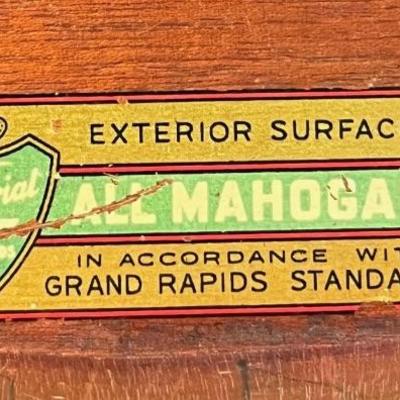 EXTERIOR SURFAC
ALL MAHOGA
IN ACCORDANCE WIT
GRAND RAPIDS STANDA